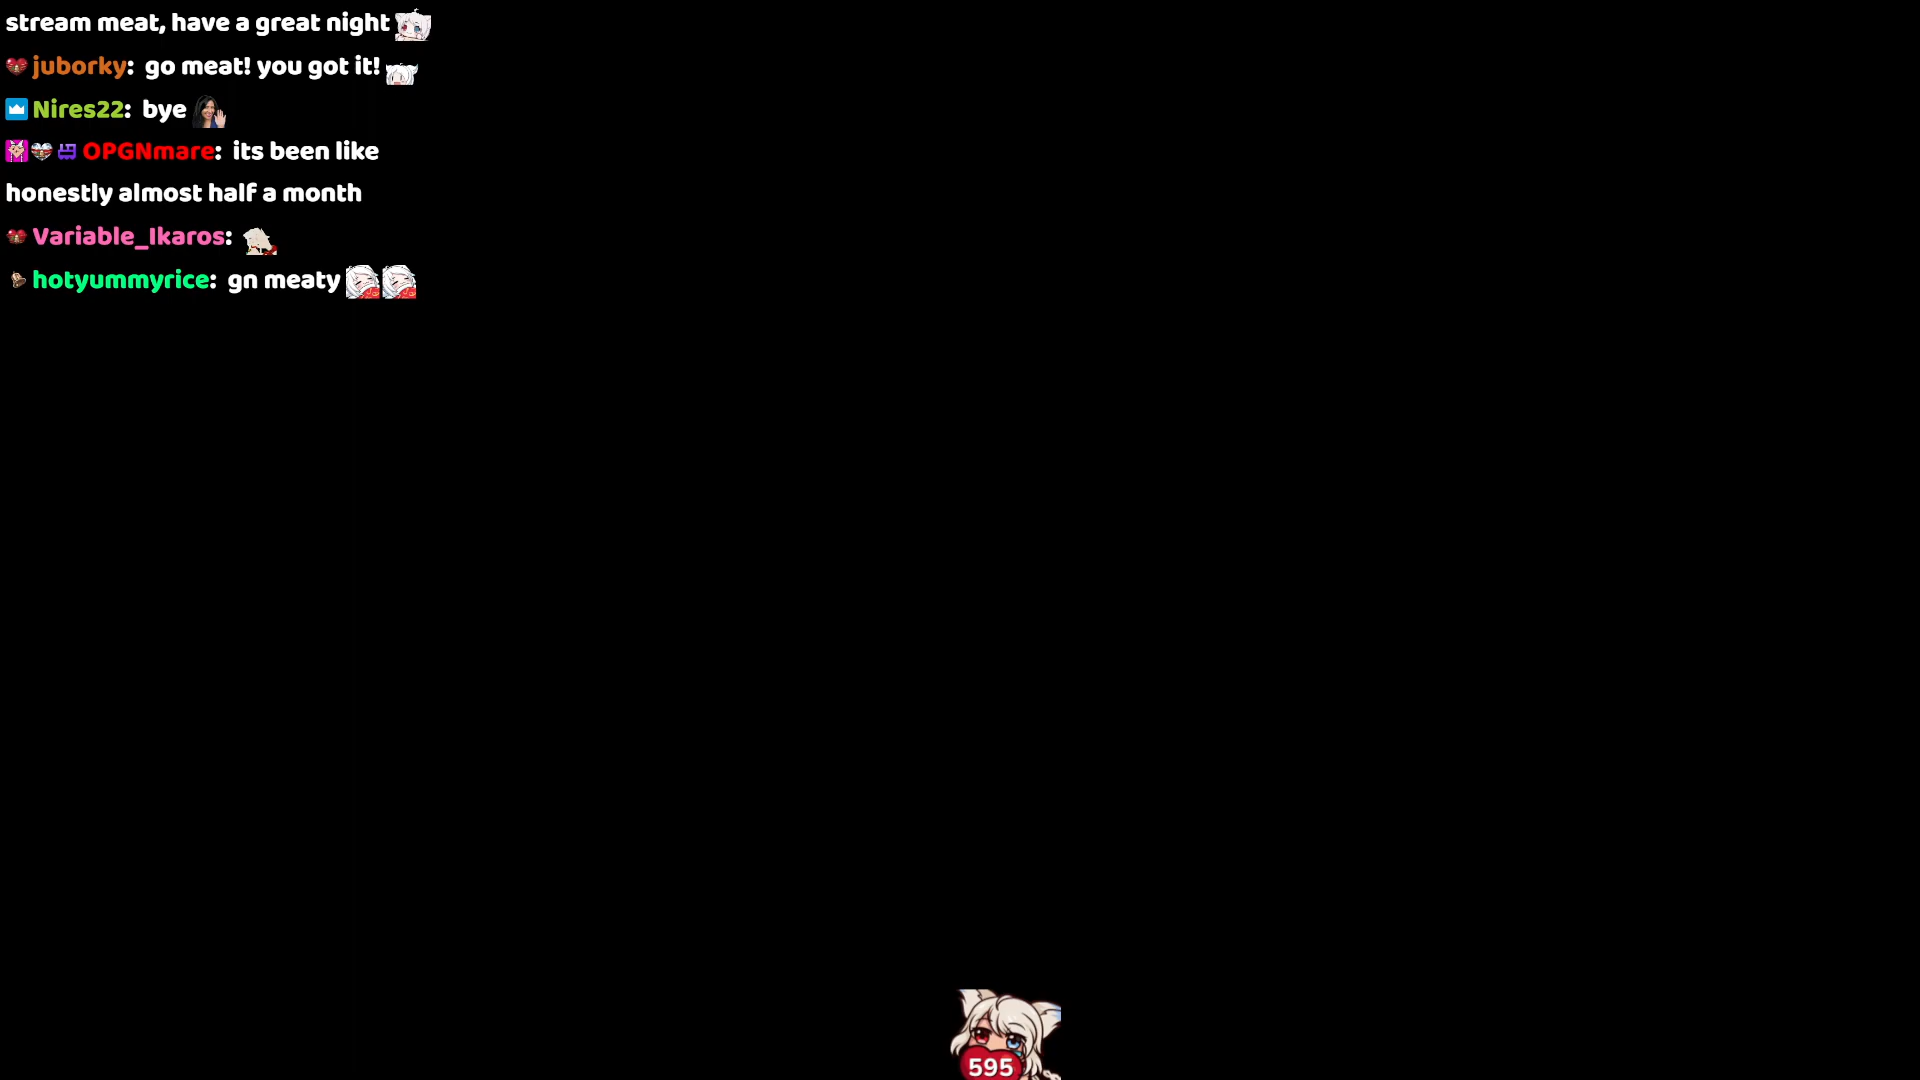 stream meat, have a great night
juborky: go meat! you got it!
Nires22: bye
OPGNmare: its been like
honestly almost half a month
Variable_Ikaros:
hotyummyrice: gn meaty
595